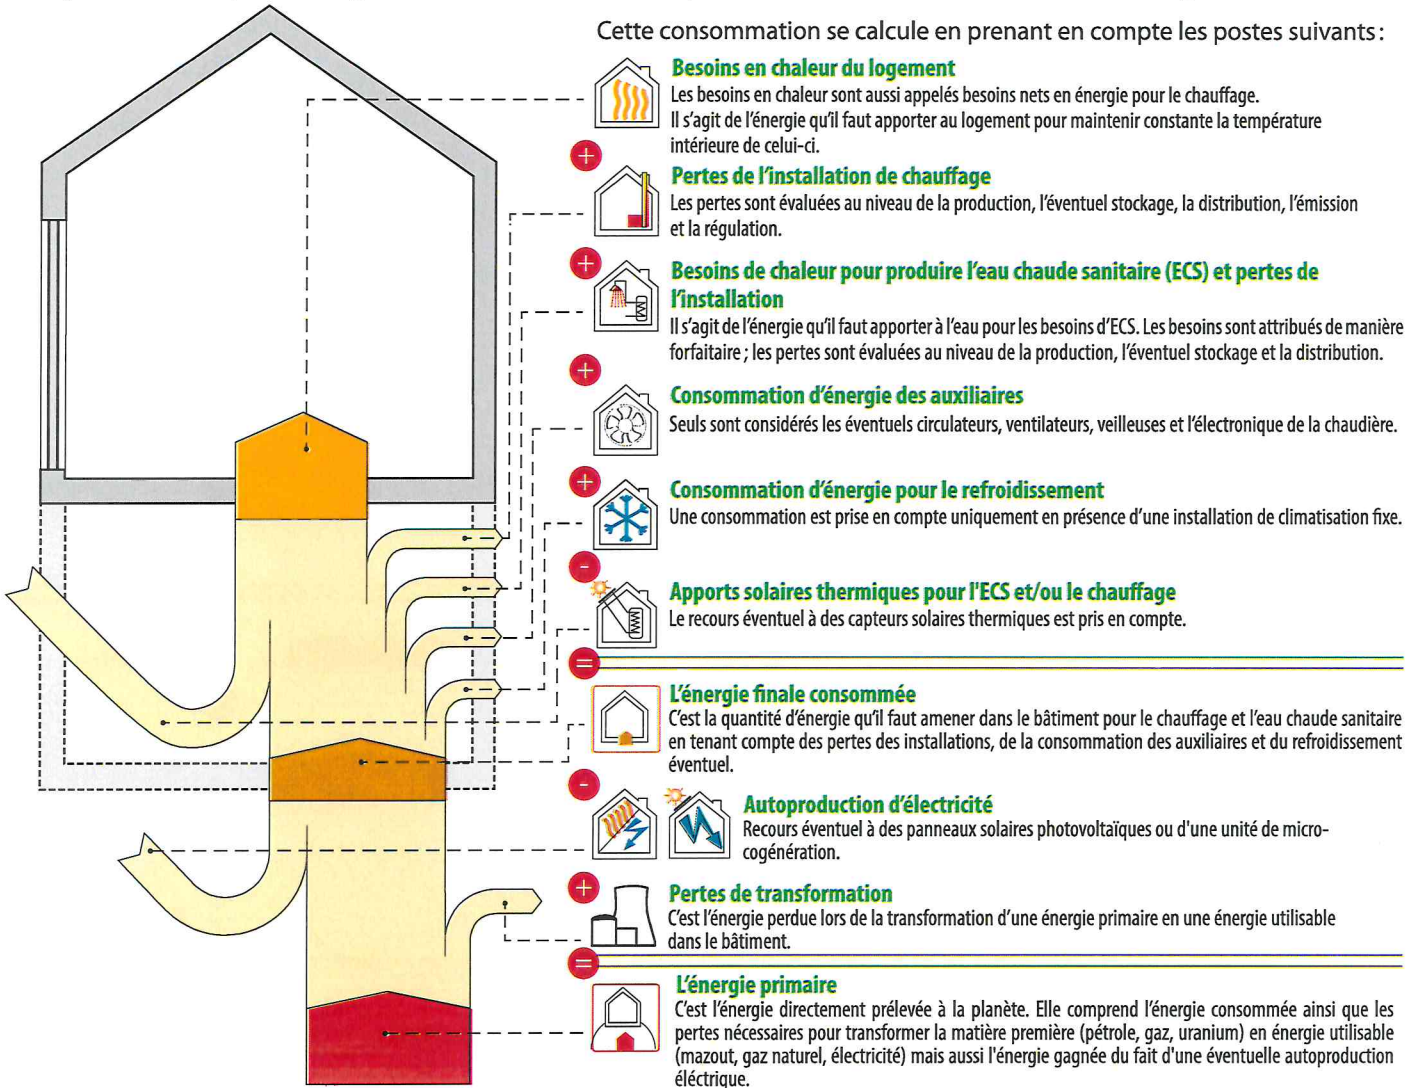 Cette consommation se calcule en prenant en compte les postes suivants :
Besoins en chaleur du logement
Les besoins en chaleur sont aussi appelés besoins nets en énergie pour le chauffage.
Il s'agit de l'énergie qu'il faut apporter au logement pour maintenir constante la température
intérieure de celui-ci.
+
Pertes de l'installation de chauffage
Les pertes sont évaluées au niveau de la production, l'éventuel stockage, la distribution, l'émission
et la régulation.
+
Besoins de chaleur pour produire l'eau chaude sanitaire (ECS) et pertes de
l'installation
Il s'agit de l'énergie qu'il faut apporter à l'eau pour les besoins d'ECS. Les besoins sont attribués de manière
forfaitaire ; les pertes sont évaluées au niveau de la production, l'éventuel stockage et la distribution.
+
Consommation d'énergie des auxiliaires
Seuls sont considérés les éventuels circulateurs, ventilateurs, veilleuses et l'électronique de la chaudière.
+
Consommation d'énergie pour le refroidissement
Une consommation est prise en compte uniquement en présence d'une installation de climatisation fixe.
-
Apports solaires thermiques pour l'ECS et/ou le chauffage
Le recours éventuel à des capteurs solaires thermiques est pris en compte.
=
L'énergie finale consommée
C'est la quantité d'énergie qu'il faut amener dans le bâtiment pour le chauffage et l'eau chaude sanitaire
en tenant compte des pertes des installations, de la consommation des auxiliaires et du refroidissement
éventuel.
-
Autoproduction d'électricité
Recours éventuel à des panneaux solaires photovoltaïques ou d'une unité de micro-
cogénération.
+
Pertes de transformation
C'est l'énergie perdue lors de la transformation d'une énergie primaire en une énergie utilisable
dans le bâtiment.
=
L'énergie primaire
C'est l'énergie directement prélevée à la planète. Elle comprend l'énergie consommée ainsi que les
pertes nécessaires pour transformer la matière première (pétrole, gaz, uranium) en énergie utilisable
(mazout, gaz naturel, électricité) mais aussi l'énergie gagnée du fait d'une éventuelle autoproduction
éléctrique.